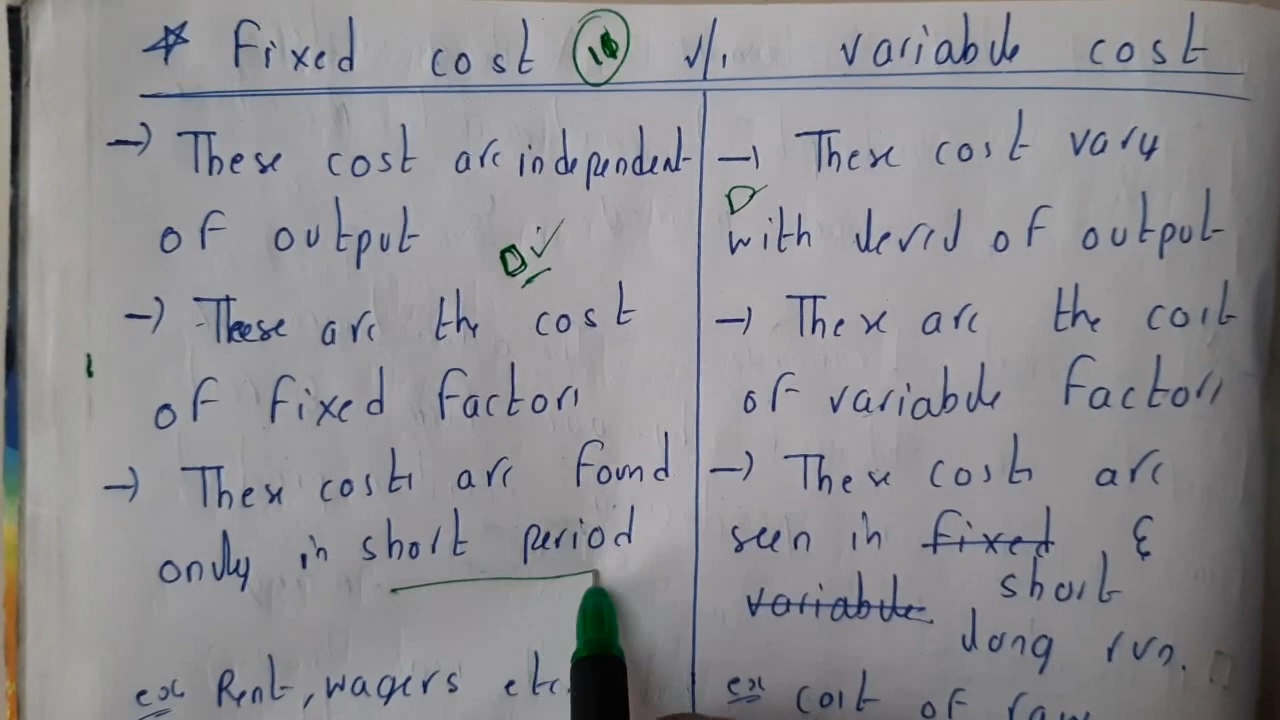 * Fixed cost 10 v/s variable cost
→ These cost are independent
of output
→ These are the cost
of fixed factors
→ These costs are found
only in short period
ex Rent, wagers etc.
→ These cost vary
with level of output
→ These are the cost
of variable factors
→ These costs are
seen in fixed &
variable short
long run.
ex cost of raw